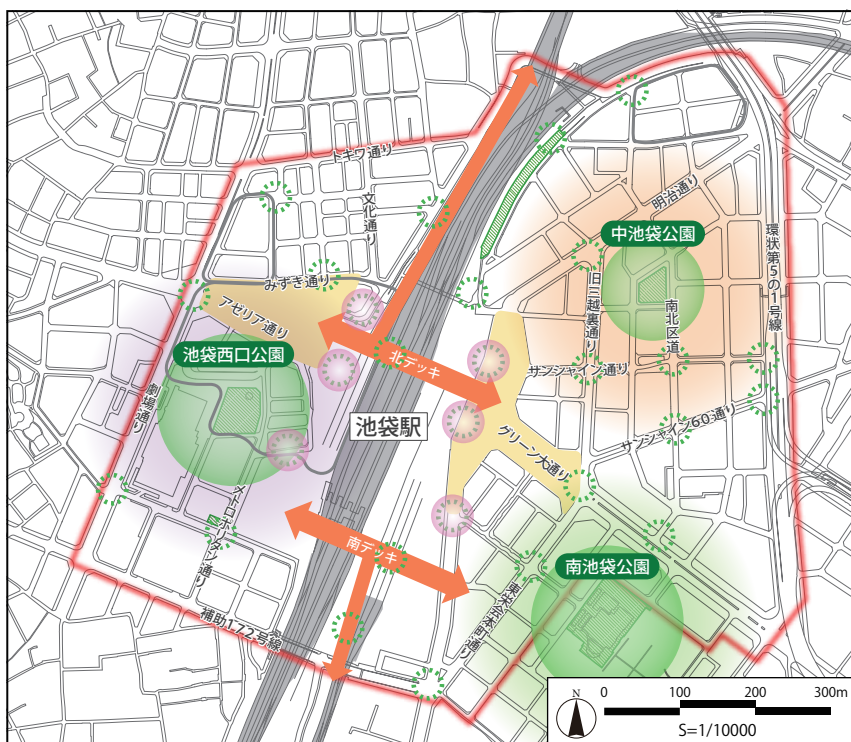 トキワ通り
文化通り
明治通り
中池袋公園
環状第5の1号線
みずき通り
アゼリア通り
旧三越裏通り
南北区道
池袋西口公園
北デッキ
サンシャイン通り
劇場通り
池袋駅
グリーン大通り
サンシャイン60通り
メトロポリタン通り
南デッキ
南池袋公園
東栄会本町通り
補助172号線
N
0 100 200 300m
S=1/10000